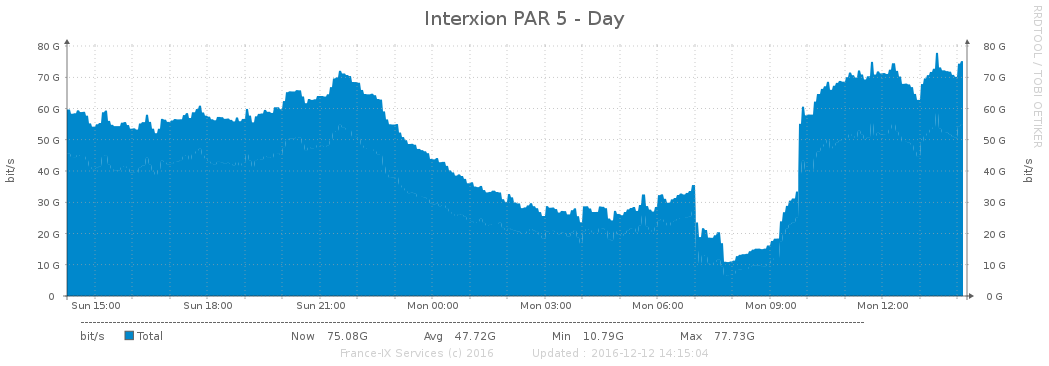 Interxion PAR 5 - Day
RRDTOOL / TOBI OETIKER
80 G 80 G
70 G 70 G
60 G 60 G
50 G 50 G
40 G 40 G
30 G 30 G
20 G 20 G
10 G 10 G
0 0 G
bit/s bit/s
Sun 15:00 Sun 18:00 Sun 21:00 Mon 00:00 Mon 03:00 Mon 06:00 Mon 09:00 Mon 12:00
bit/s Total Now 75.08G Avg 47.72G Min 10.79G Max 77.73G
France-IX Services (c) 2016 Updated : 2016-12-12 14:15:04